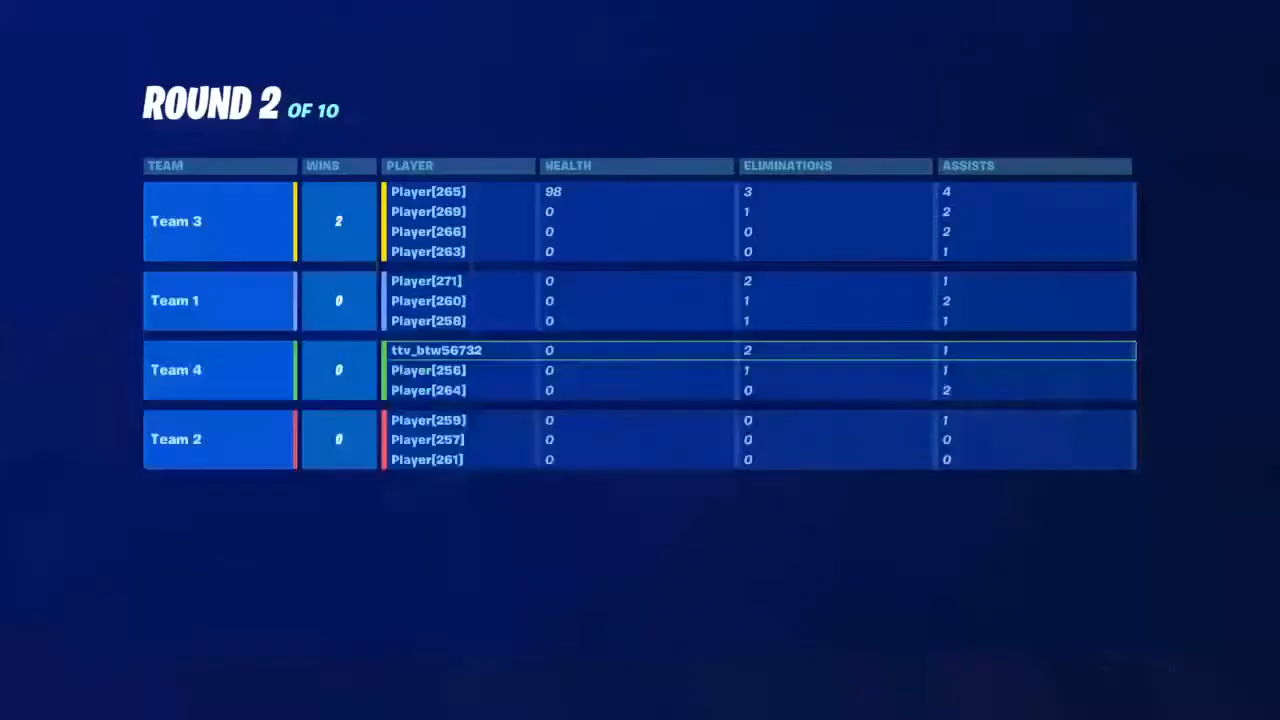 ROUND 2 OF 10
TEAM WINS PLAYER HEALTH ELIMINATIONS ASSISTS
Team 3 2
Player[265] 98 3 4
Player[269] 0 1 2
Player[266] 0 0 2
Player[263] 0 0 1
Team 1 0
Player[271] 0 2 1
Player[260] 0 1 2
Player[258] 0 1 1
Team 4 0
ttv_btw56732 0 2 1
Player[256] 0 1 1
Player[264] 0 0 2
Team 2 0
Player[259] 0 0 1
Player[257] 0 0 0
Player[261] 0 0 0